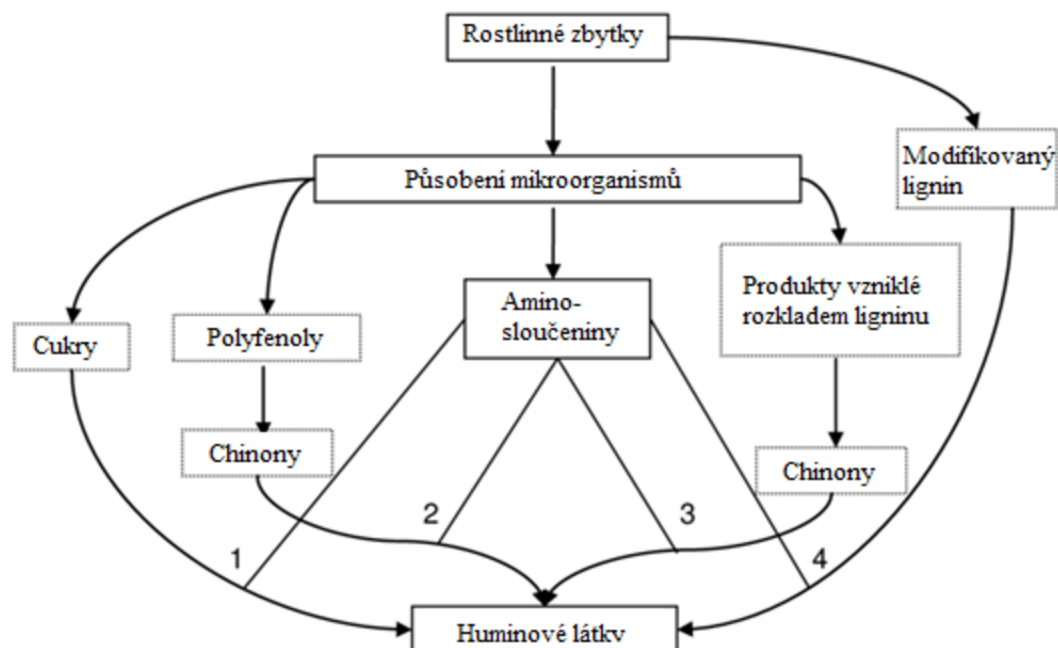 Rostlinné zbytky
Modifikovaný
lignin
Působení mikroorganismů
Amino-
sloučeniny
Produkty vzniklé
rozkladem ligninu
Cukry
Polyfenoly
Chinony
Chinony
1
2
3
4
Huminové látky